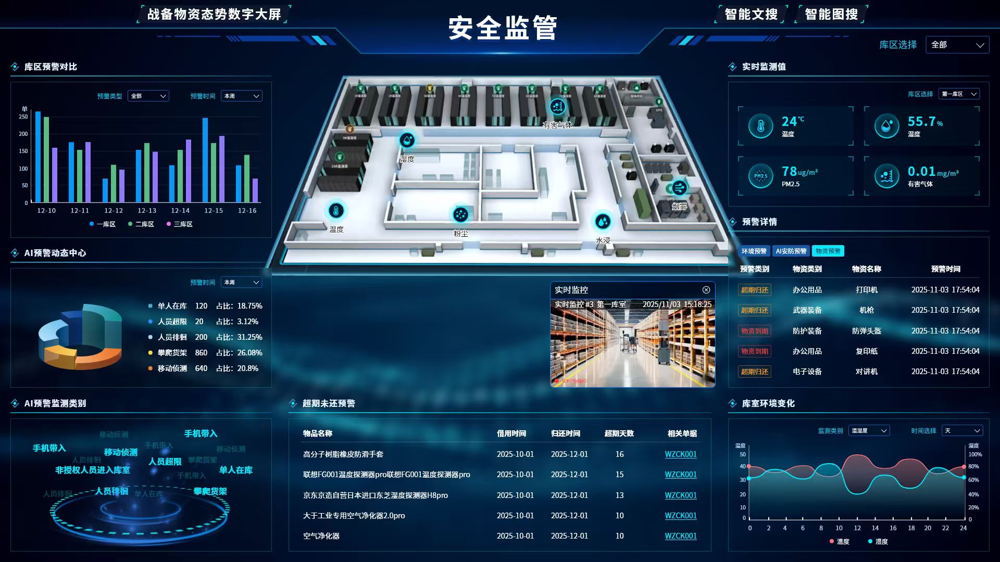 战备物资态势数字大屏
安全监管
智能文搜
智能图搜
库区选择 全部
库区预警对比
预警类型 全部 预警时间 本周
单
250
200
150
100
50
0
12-10 12-11 12-12 12-13 12-14 12-15 12-16
一库区 二库区 三库区
AI预警动态中心
预警时间 本周
单人在库 120 占比：18.75%
人员超限 20 占比：3.12%
人员徘徊 200 占比：31.25%
攀爬货架 860 占比：26.08%
移动侦测 640 占比：20.8%
AI预警监测类别
移动侦测 手机带入
手机带入 移动侦测 手机带入 移动侦测
人员徘徊 人员超限 攀爬货架
非授权人员进入库室 手机带入 单人在库
人员徘徊 人员徘徊 单人在库 攀爬货架
有害气体
湿度
UPS
UPS
烟雾
温度
粉尘
水浸
实时监控
实时监控 #3 第一库室 2025/11/03 15:18:25
实时传输中
超期未还预警
物品名称 借用时间 归还时间 超期天数 相关单据
高分子树脂橡皮防滑手套 2025-10-01 2025-12-01 16 WZCK001
联想FG001温度探测器pro联想FG001温度探测器pro 2025-10-01 2025-12-01 15 WZCK001
京东京造自营日本进口东芝湿度探测器H8pro 2025-10-01 2025-12-01 13 WZCK001
大于工业专用空气净化器2.0pro 2025-10-01 2025-12-01 10 WZCK001
空气净化器 2025-10-01 2025-12-01 10 WZCK001
实时监测值
库区选择 第一库区
24℃
温度
55.7%
湿度
PM2.5
78ug/m³
PM2.5
0.01mg/m³
有害气体
预警详情
环境预警 AI安防预警 物资预警
预警类别 物资类别 物资名称 预警时间
超期归还 办公用品 打印机 2025-11-03 17:54:04
超期归还 武器装备 机枪 2025-11-03 17:54:04
物资到期 防护装备 防弹头盔 2025-11-03 17:54:04
物资到期 办公用品 复印纸 2025-11-03 17:54:04
超期归还 电子设备 对讲机 2025-11-03 17:54:04
库室环境变化
监测类别 温湿度 时间选择 天
温度 湿度
50 100%
40 80%
30 60%
20 40%
10 20%
0 0
0 2 4 6 8 10 12 14 16 18 20 22 24
温度 湿度